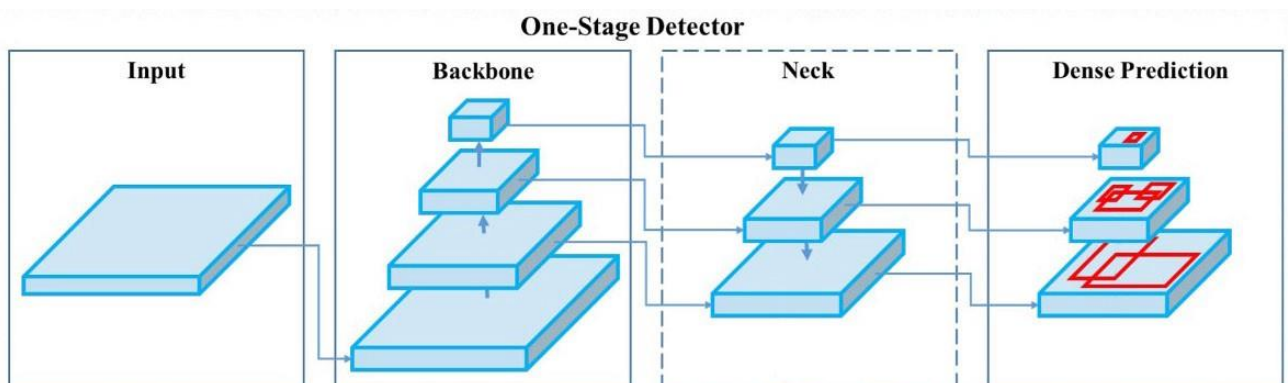 One-Stage Detector
Input
Backbone
Neck
Dense Prediction